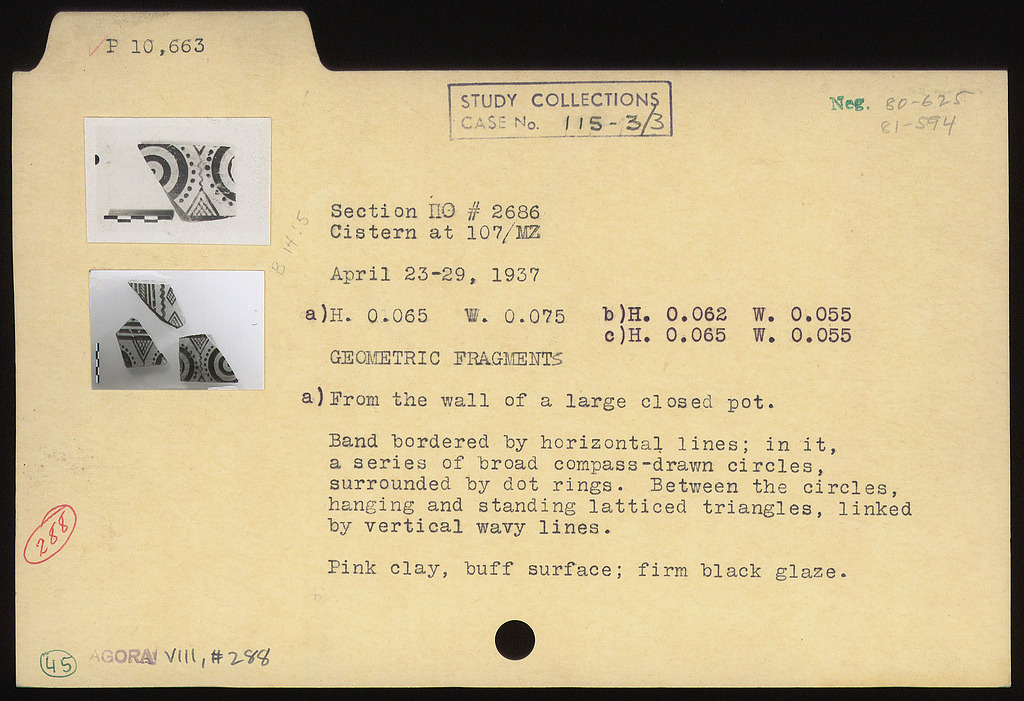 P 10,663
STUDY COLLECTIONS
CASE No. 115-3/3
Neg. 80-625
81-594
B 14:5
Section ΠΘ # 2686
Cistern at 107/ΜΖ
April 23-29, 1937
a)H. 0.065 W. 0.075 b)H. 0.062 W. 0.055
c)H. 0.065 W. 0.055
GEOMETRIC FRAGMENTS
a)From the wall of a large closed pot.
Band bordered by horizontal lines; in it,
a series of broad compass-drawn circles,
surrounded by dot rings. Between the circles,
hanging and standing latticed triangles, linked
by vertical wavy lines.
Pink clay, buff surface; firm black glaze.
288
45 AGORA VIII, #288